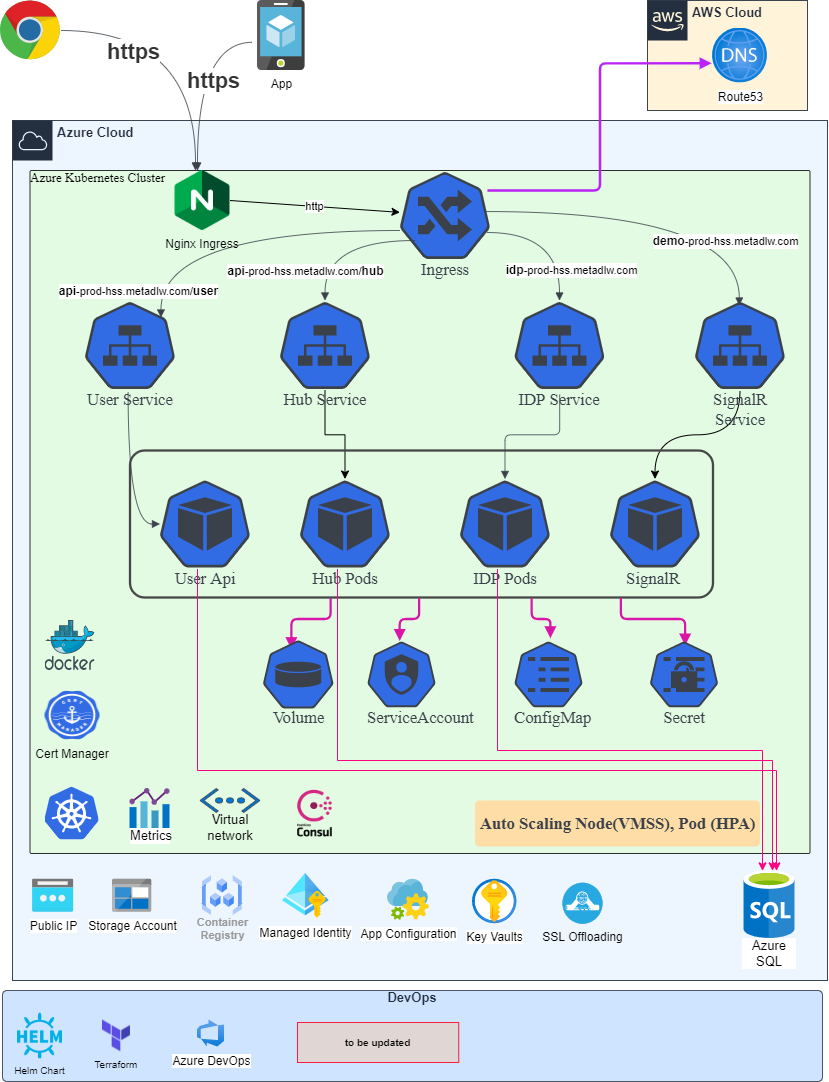 https
https
App
aws
AWS Cloud
DNS
Route53
Azure Cloud
Azure Kubernetes Cluster
N
Nginx Ingress
http
Ingress
demo-prod-hss.metadlw.com
api-prod-hss.metadlw.com/hub
idp-prod-hss.metadlw.com
api-prod-hss.metadlw.com/user
User Service
Hub Service
IDP Service
SignalR
Service
User Api
Hub Pods
IDP Pods
SignalR
docker
Volume
ServiceAccount
ConfigMap
Secret
CERT
MANAGER
Cert Manager
Metrics
Virtual
network
HashiCorp
Consul
Auto Scaling Node(VMSS), Pod (HPA)
Public IP
Storage Account
Container
Registry
Managed Identity
App Configuration
Key Vaults
SSL Offloading
SQL
Azure
SQL
DevOps
HELM
Helm Chart
Terraform
Azure DevOps
to be updated